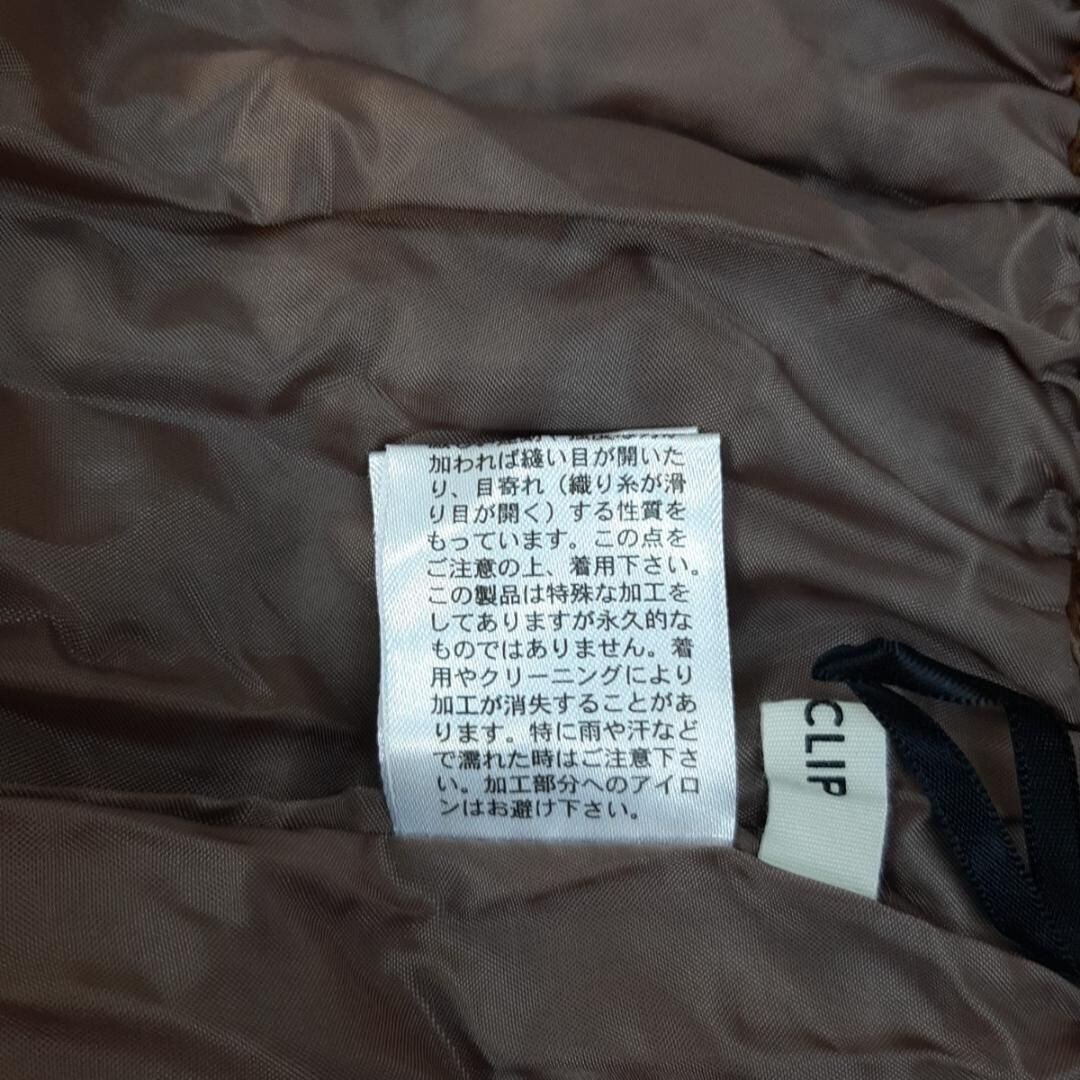 加われば縫い目が開いた
り、目寄れ（織り糸が滑
り目が開く）する性質を
もっています。この点を
ご注意の上、着用下さい。
この製品は特殊な加工を
してありますが永久的な
ものではありません。着
用やクリーニングにより
加工が消失することがあ
ります。特に雨や汗など
で濡れた時はご注意下さ
い。加工部分へのアイロ
ンはお避け下さい。
CLIP